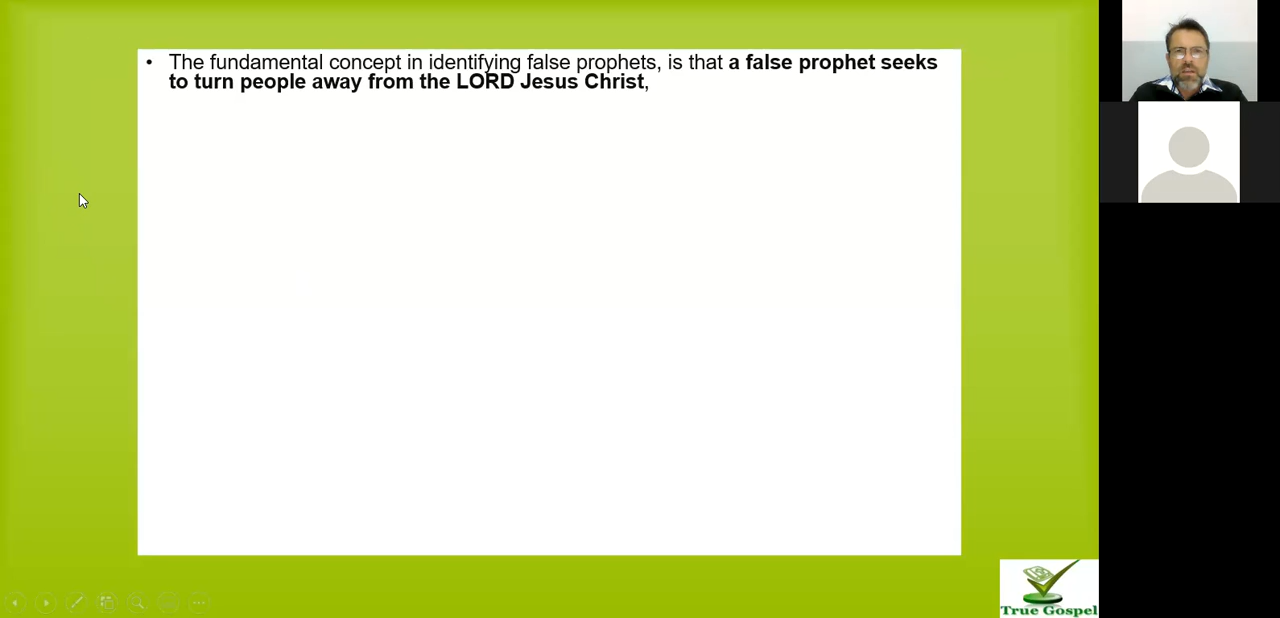 • The fundamental concept in identifying false prophets, is that a false prophet seeks
to turn people away from the LORD Jesus Christ,
True Gospel